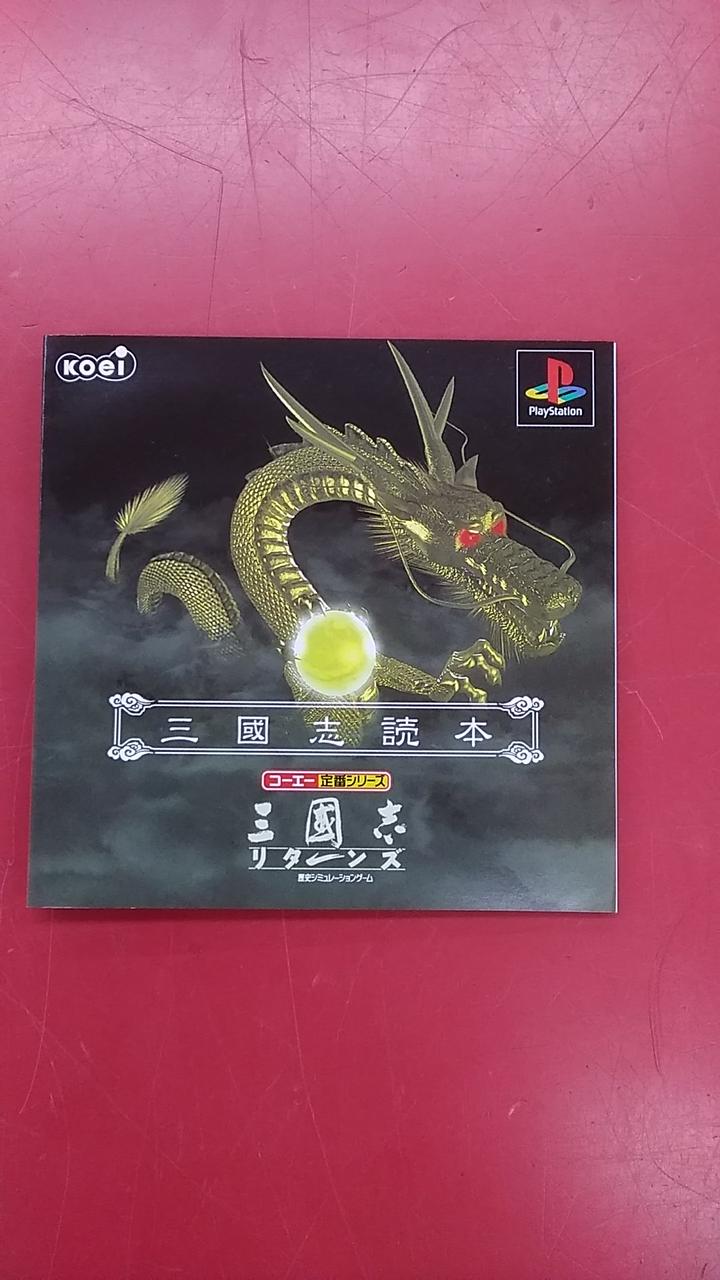 KOEI
PlayStation
三國志読本
コーエー定番シリーズ
三國志
リターンズ
歴史シミュレーションゲーム